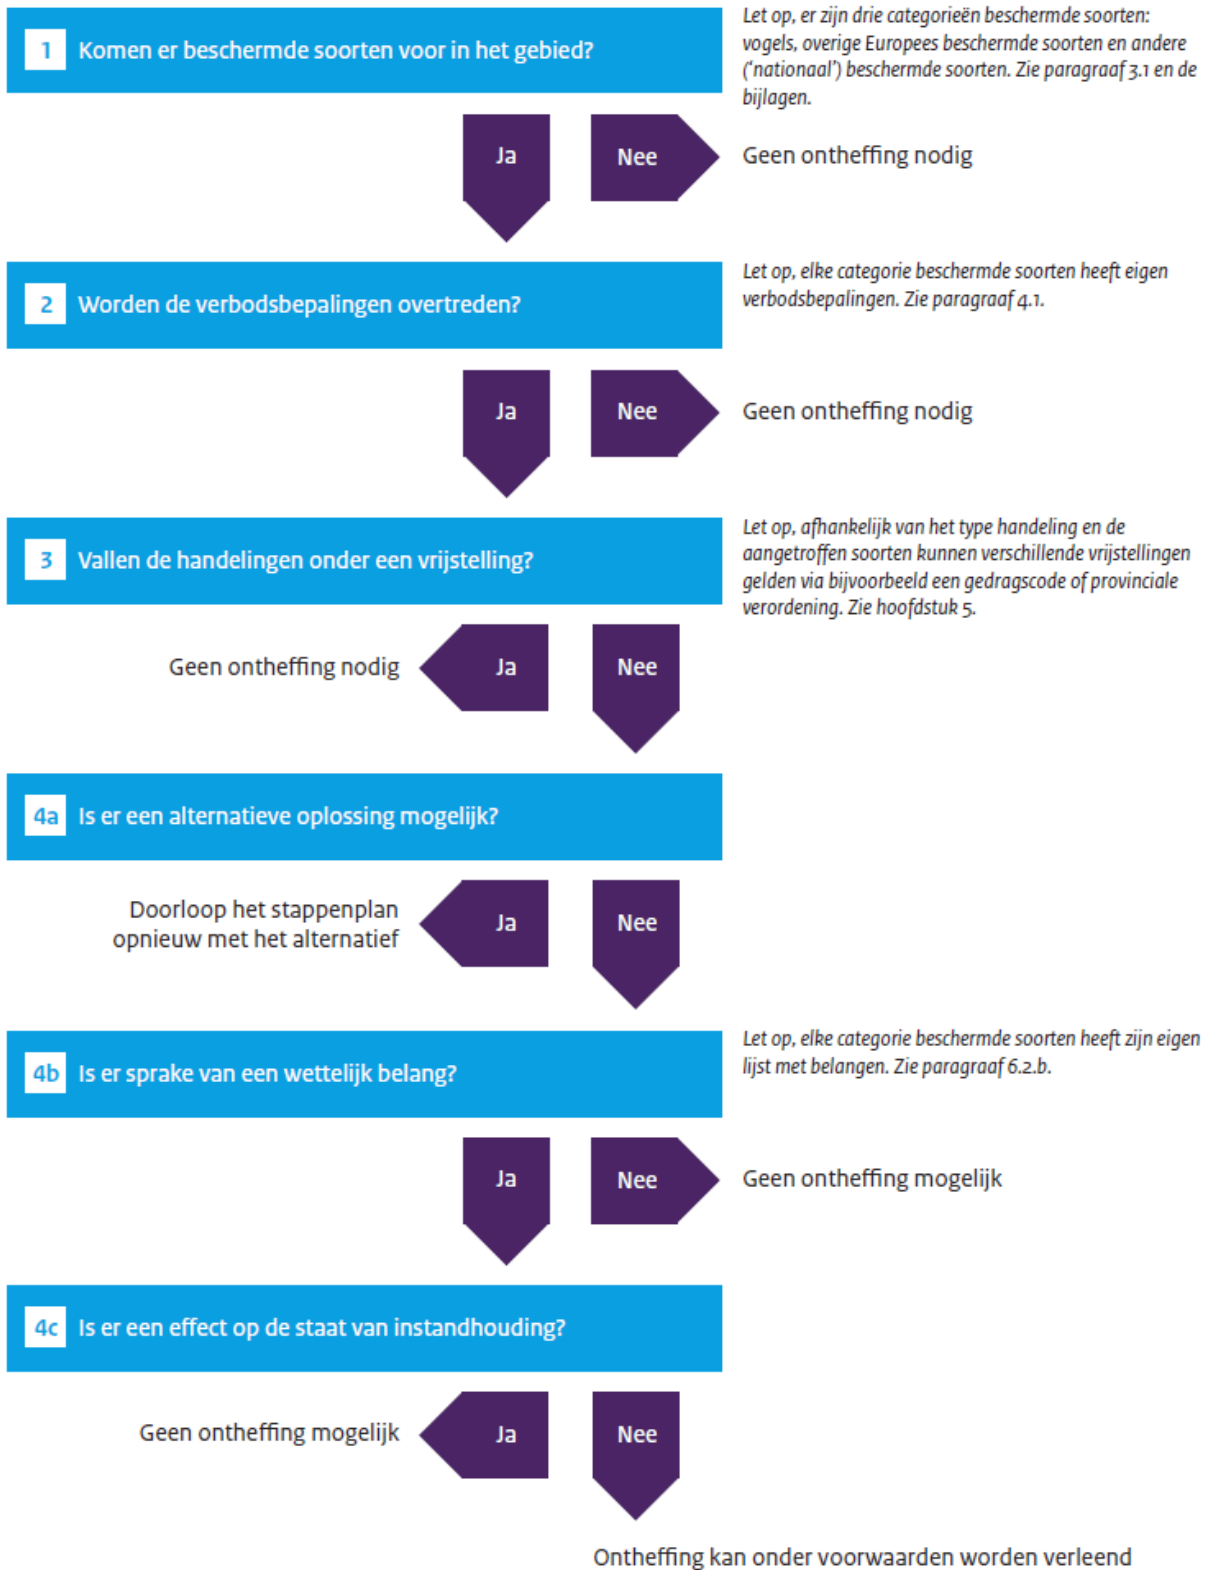 1 Komen er beschermde soorten voor in het gebied?
Let op, er zijn drie categorieën beschermde soorten:
vogels, overige Europees beschermde soorten en andere
(‘nationaal’) beschermde soorten. Zie paragraaf 3.1 en de
bijlagen.
Ja
Nee
Geen ontheffing nodig
2 Worden de verbodsbepalingen overtreden?
Let op, elke categorie beschermde soorten heeft eigen
verbodsbepalingen. Zie paragraaf 4.1.
Ja
Nee
Geen ontheffing nodig
3 Vallen de handelingen onder een vrijstelling?
Let op, afhankelijk van het type handeling en de
aangetroffen soorten kunnen verschillende vrijstellingen
gelden via bijvoorbeeld een gedragscode of provinciale
verordening. Zie hoofdstuk 5.
Geen ontheffing nodig
Ja
Nee
4a Is er een alternatieve oplossing mogelijk?
Doorloop het stappenplan
opnieuw met het alternatief
Ja
Nee
4b Is er sprake van een wettelijk belang?
Let op, elke categorie beschermde soorten heeft zijn eigen
lijst met belangen. Zie paragraaf 6.2.b.
Ja
Nee
Geen ontheffing mogelijk
4c Is er een effect op de staat van instandhouding?
Geen ontheffing mogelijk
Ja
Nee
Ontheffing kan onder voorwaarden worden verleend